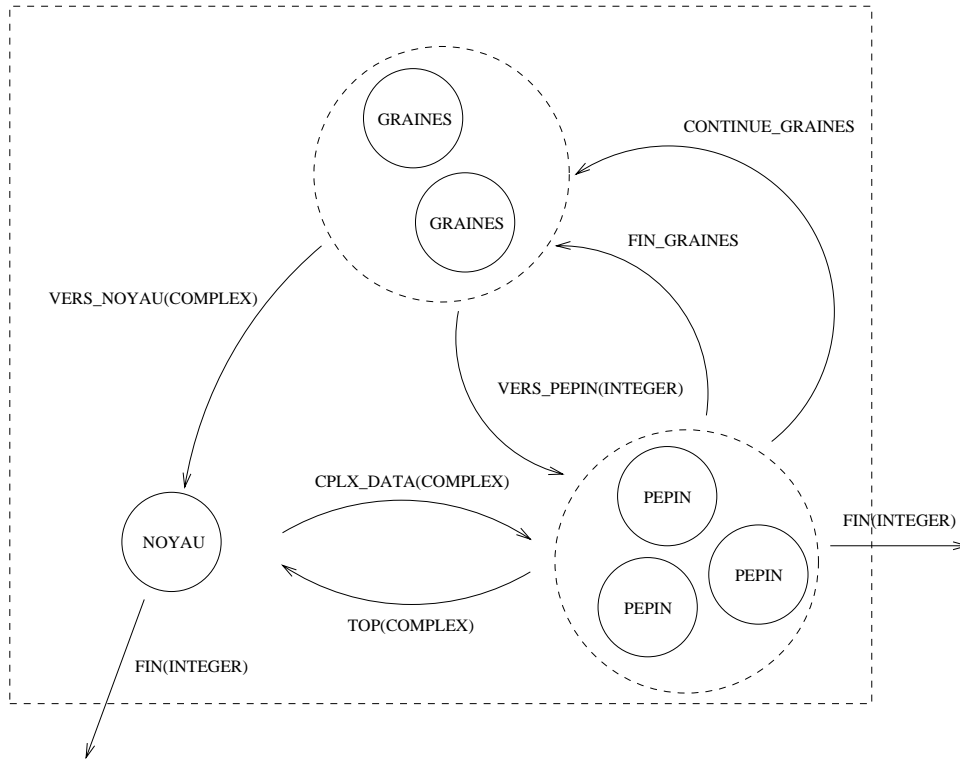 GRAINES
CONTINUE_GRAINES
GRAINES
FIN_GRAINES
VERS_NOYAU(COMPLEX)
VERS_PEPIN(INTEGER)
CPLX_DATA(COMPLEX)
PEPIN
FIN(INTEGER)
NOYAU
PEPIN
PEPIN
TOP(COMPLEX)
FIN(INTEGER)